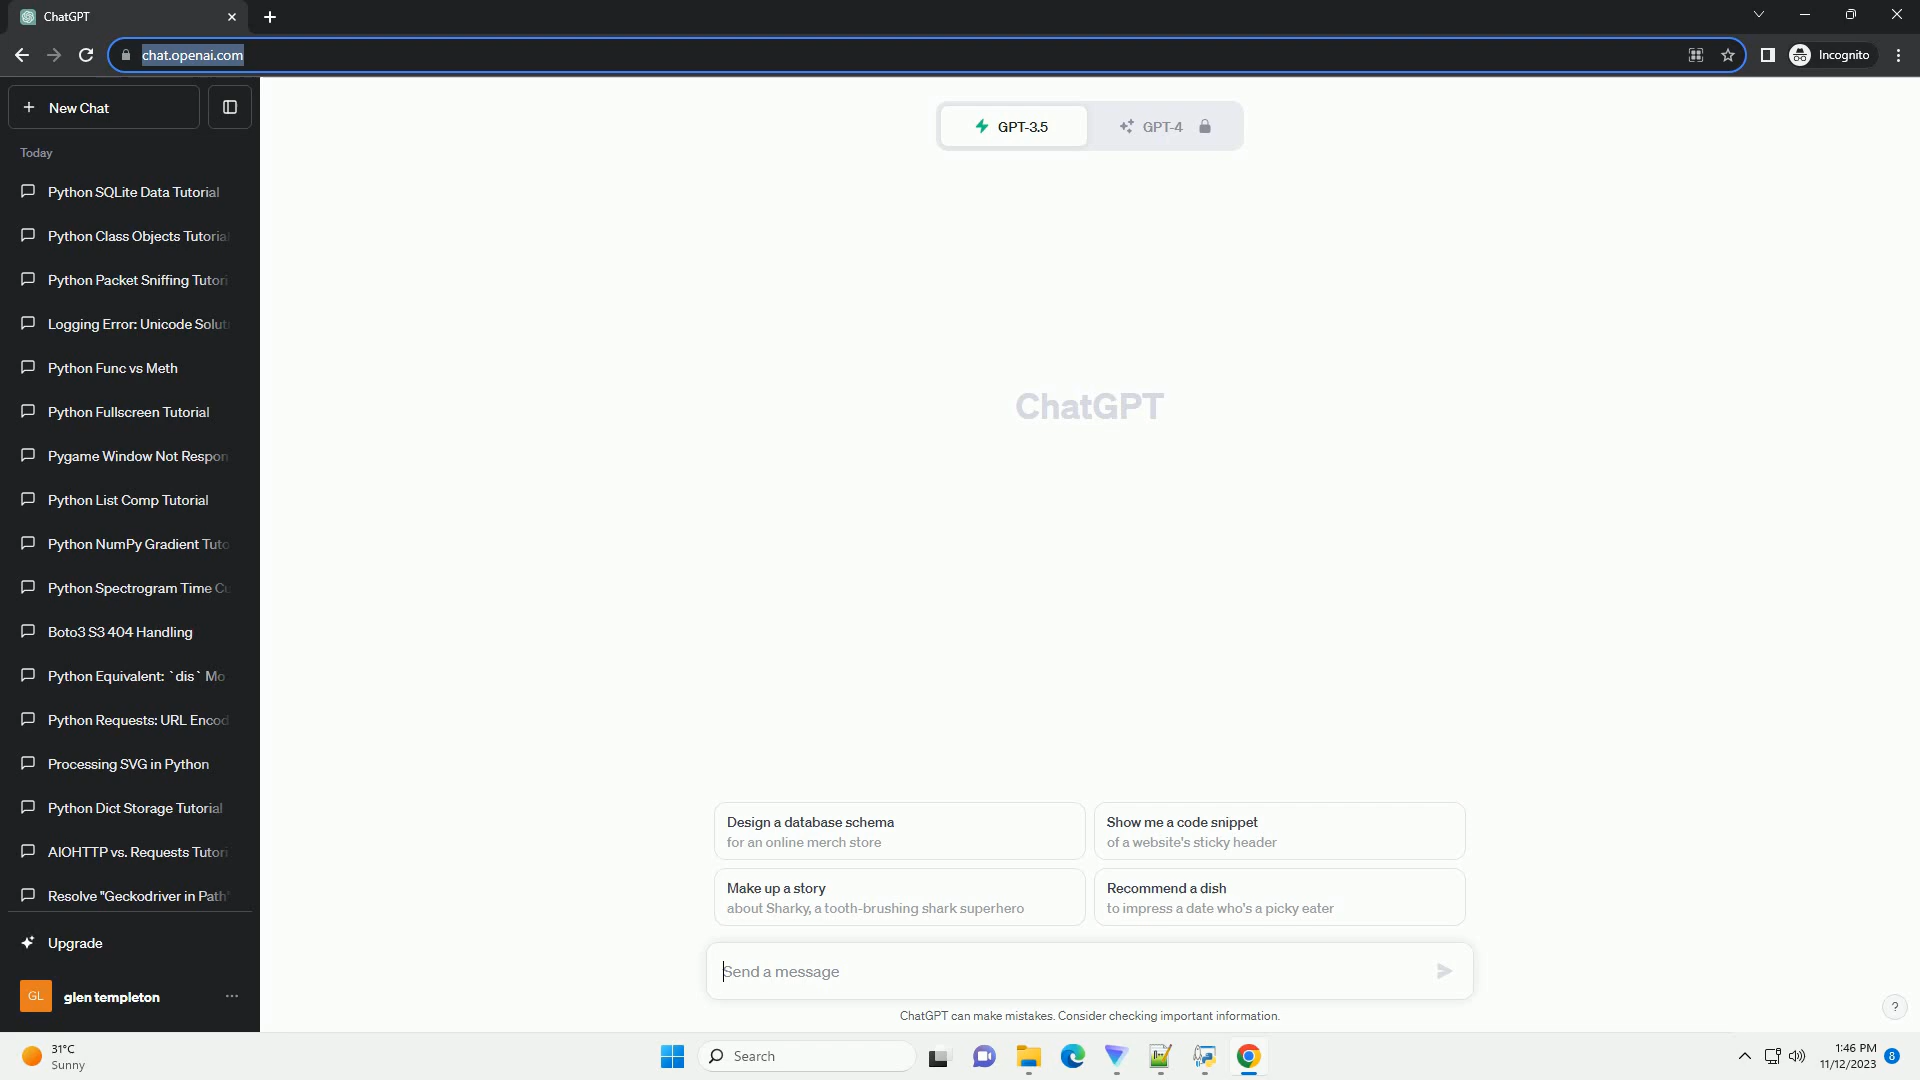 ChatGPT
chat.openai.com
Incognito
New Chat
Today
Python SQLite Data Tutorial
Python Class Objects Tutoria
Python Packet Sniffing Tutori
Logging Error: Unicode Solut
Python Func vs Meth
Python Fullscreen Tutorial
Pygame Window Not Respon
Python List Comp Tutorial
Python NumPy Gradient Tuto
Python Spectrogram Time Cu
Boto3 S3 404 Handling
Python Equivalent: `dis` Mo
Python Requests: URL Encod
Processing SVG in Python
Python Dict Storage Tutorial
AIOHTTP vs. Requests Tutori
Resolve "Geckodriver in Path"
Upgrade
GL
glen templeton
GPT-3.5
GPT-4
ChatGPT
Design a database schema
for an online merch store
Show me a code snippet
of a website's sticky header
Make up a story
about Sharky, a tooth-brushing shark superhero
Recommend a dish
to impress a date who's a picky eater
Send a message
ChatGPT can make mistakes. Consider checking important information.
?
31°C
Sunny
Search
1:46 PM
11/12/2023
8